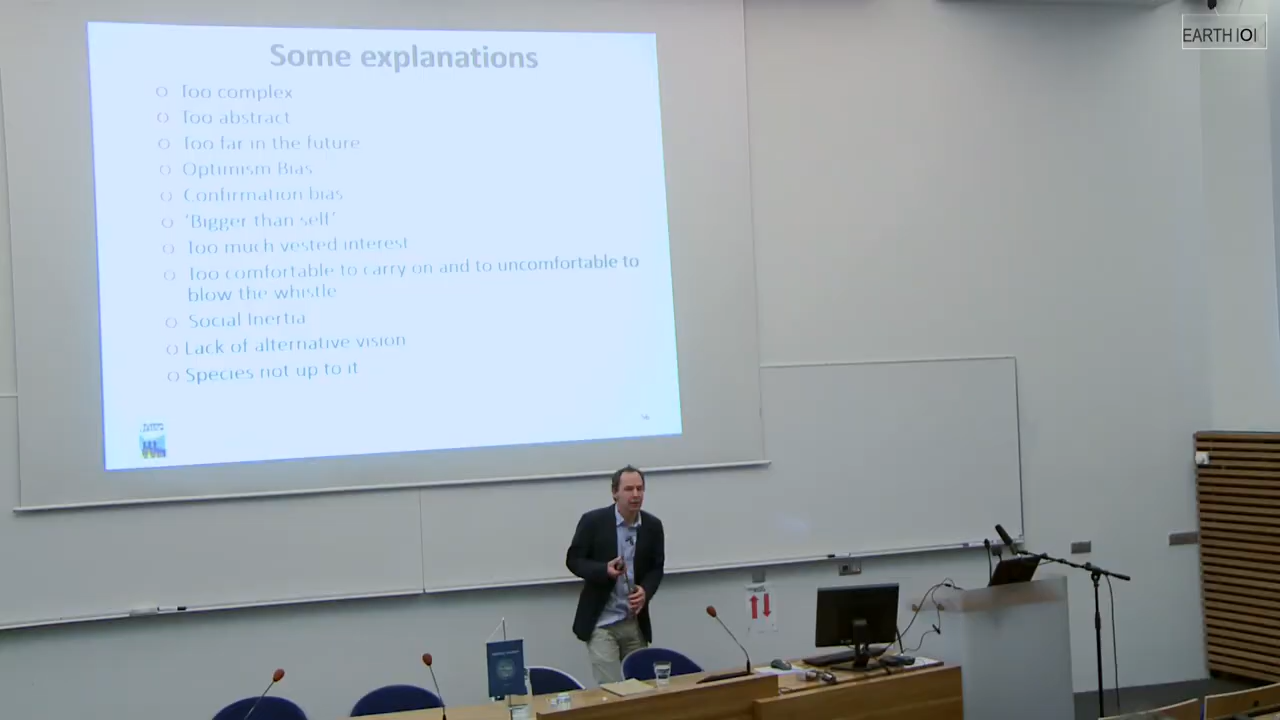 EARTH 101
Some explanations
o Too complex
o Too abstract
o Too far in the future
o Optimism Bias
o Confirmation bias
o 'Bigger than self'
o Too much vested interest
o Too comfortable to carry on and to uncomfortable to
blow the whistle
o Social Inertia
o Lack of alternative vision
o Species not up to it